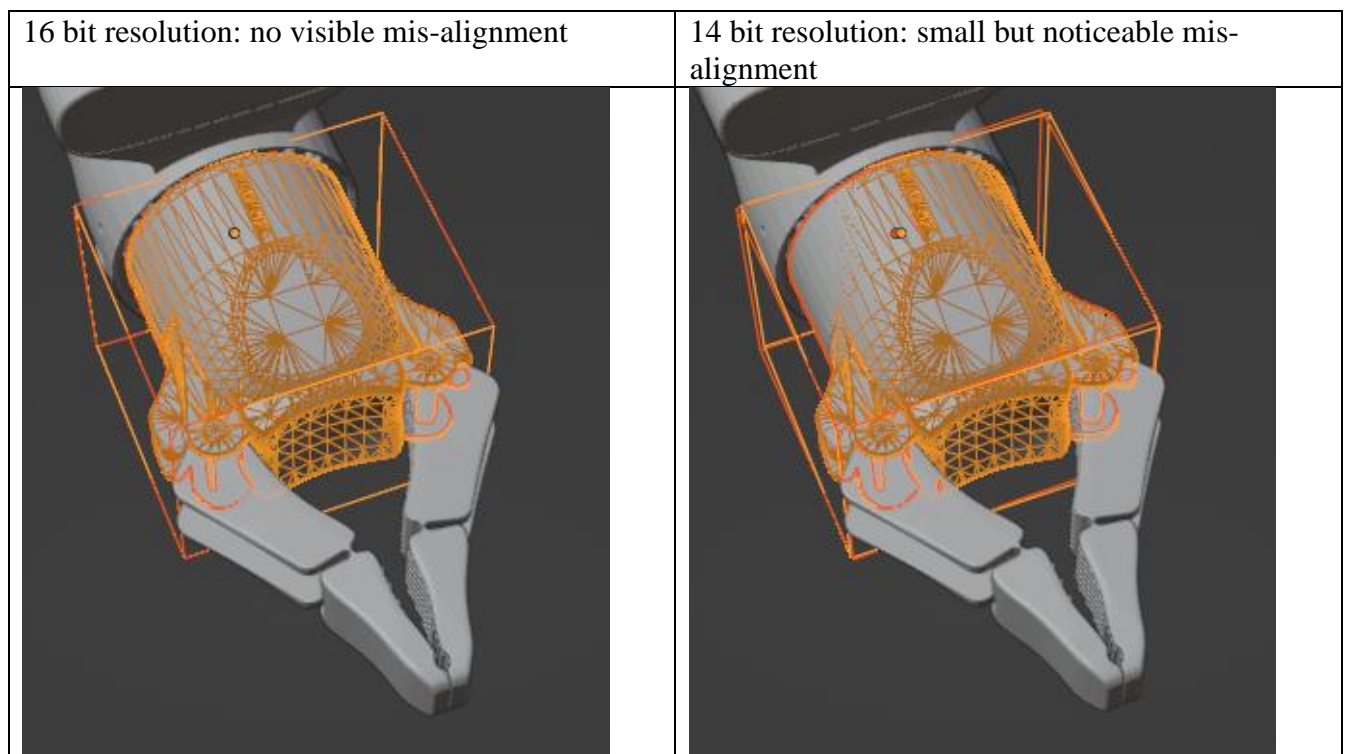 16 bit resolution: no visible mis-alignment
14 bit resolution: small but noticeable mis-
alignment